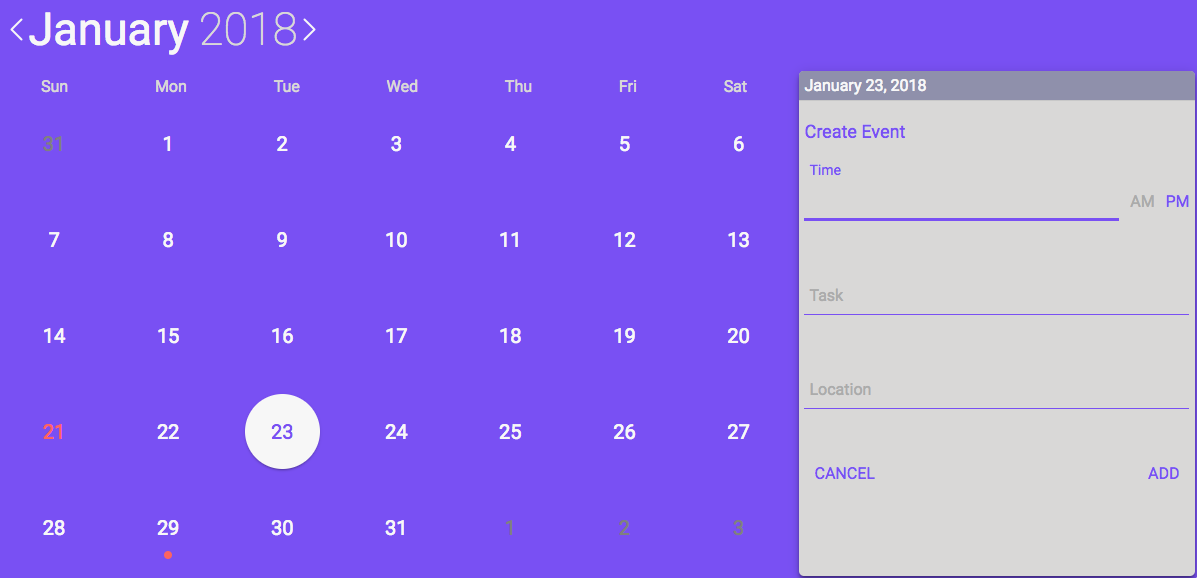 January 2018
Sun Mon Tue Wed Thu Fri Sat
31 1 2 3 4 5 6
7 8 9 10 11 12 13
14 15 16 17 18 19 20
21 22 23 24 25 26 27
28 29 30 31 1 2 3
January 23, 2018
Create Event
Time
AM PM
Task
Location
CANCEL ADD